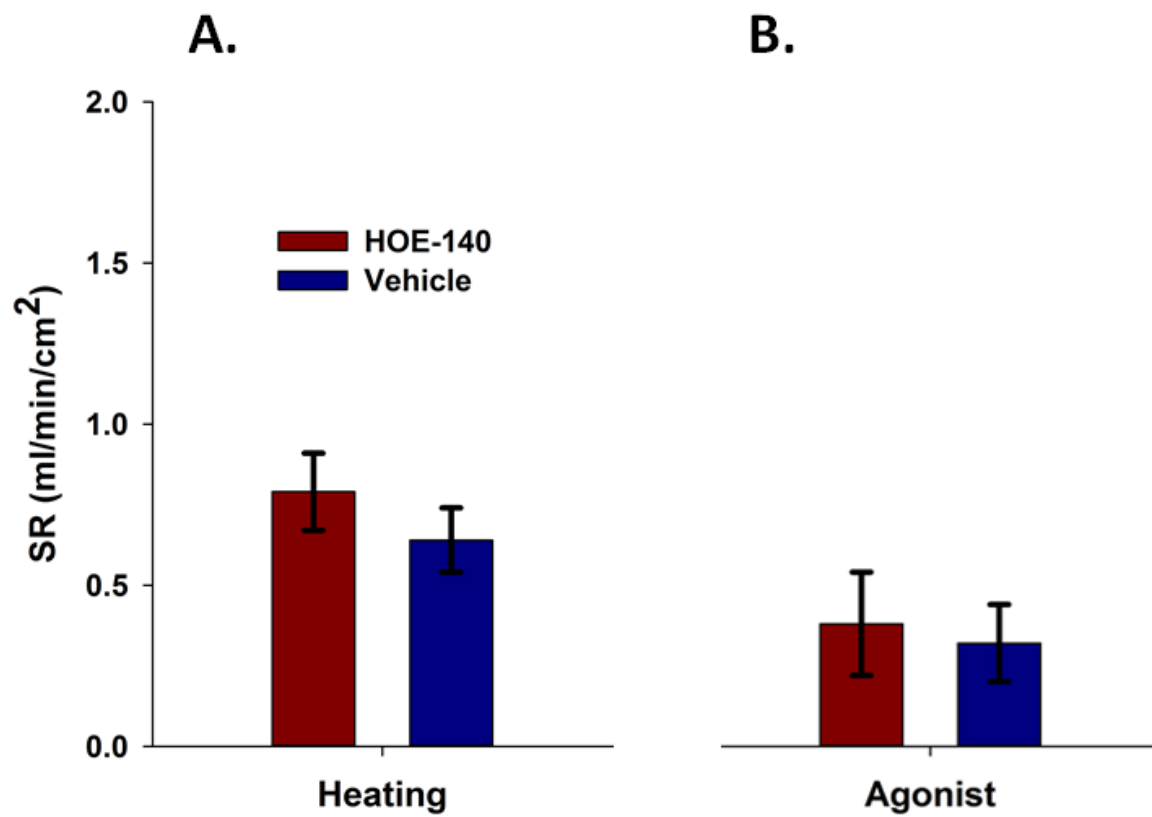 A.
B.
2.0
1.5
1.0
0.5
0.0
SR (ml/min/cm²)
HOE-140
Vehicle
Heating
Agonist